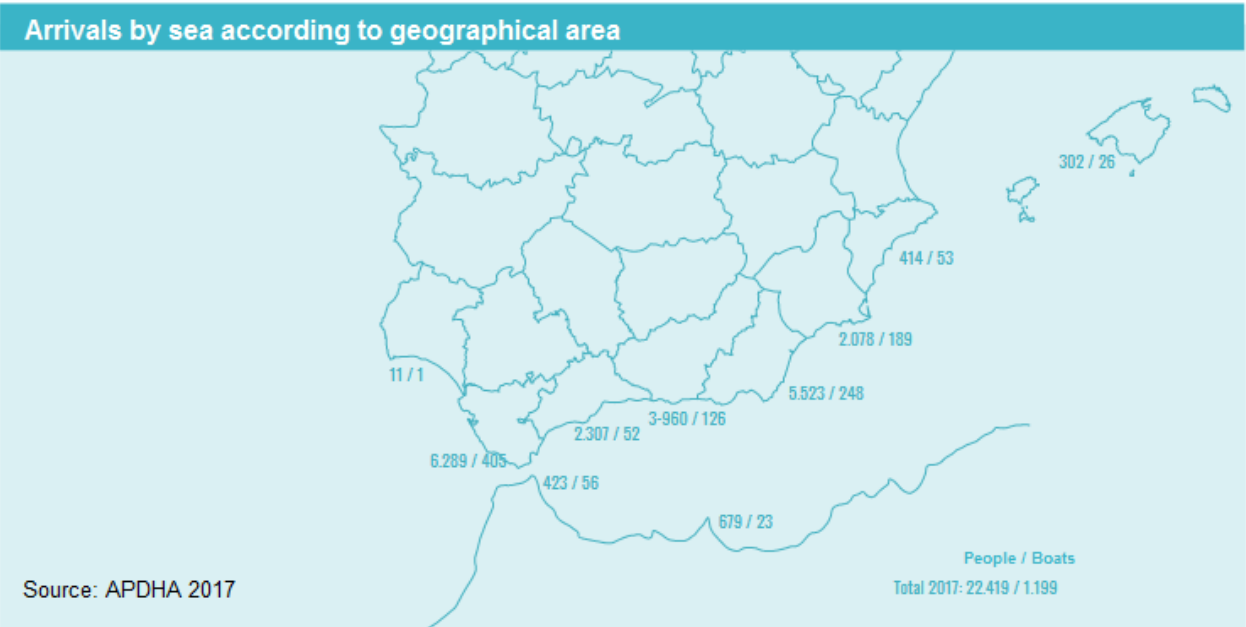 Arrivals by sea according to geographical area
302 / 26
414 / 53
2.078 / 189
11 / 1
5.523 / 248
3-960 / 126
2.307 / 52
6.289 / 405
423 / 56
679 / 23
People / Boats
Source: APDHA 2017
Total 2017: 22.419 / 1.199